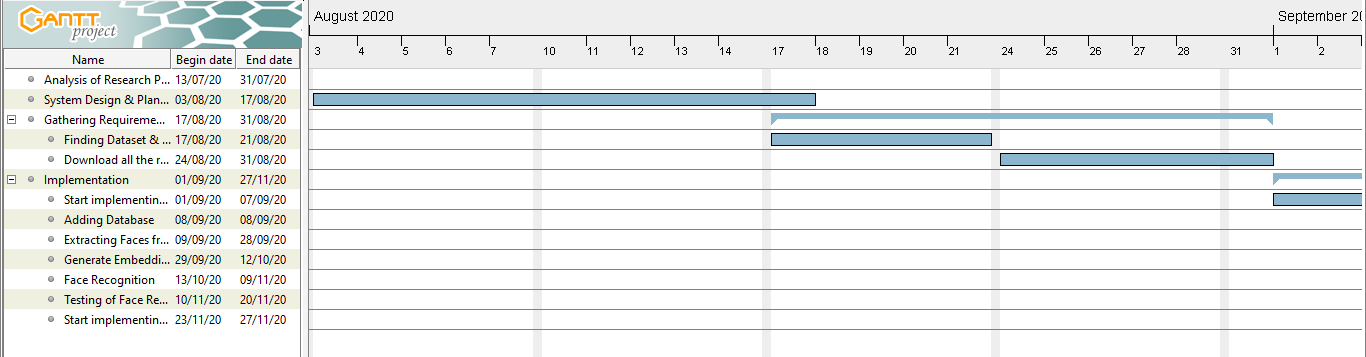 GANTT
project
August 2020
September 20
3 4 5 6 7 10 11 12 13 14 17 18 19 20 21 24 25 26 27 28 31 1 2
Name Begin date End date
Analysis of Research P... 13/07/20 31/07/20
System Design & Plan... 03/08/20 17/08/20
Gathering Requireme... 17/08/20 31/08/20
Finding Dataset & ... 17/08/20 21/08/20
Download all the r... 24/08/20 31/08/20
Implementation 01/09/20 27/11/20
Start implementin... 01/09/20 07/09/20
Adding Database 08/09/20 08/09/20
Extracting Faces fr... 09/09/20 28/09/20
Generate Embeddi... 29/09/20 12/10/20
Face Recognition 13/10/20 09/11/20
Testing of Face Re... 10/11/20 20/11/20
Start implementin... 23/11/20 27/11/20